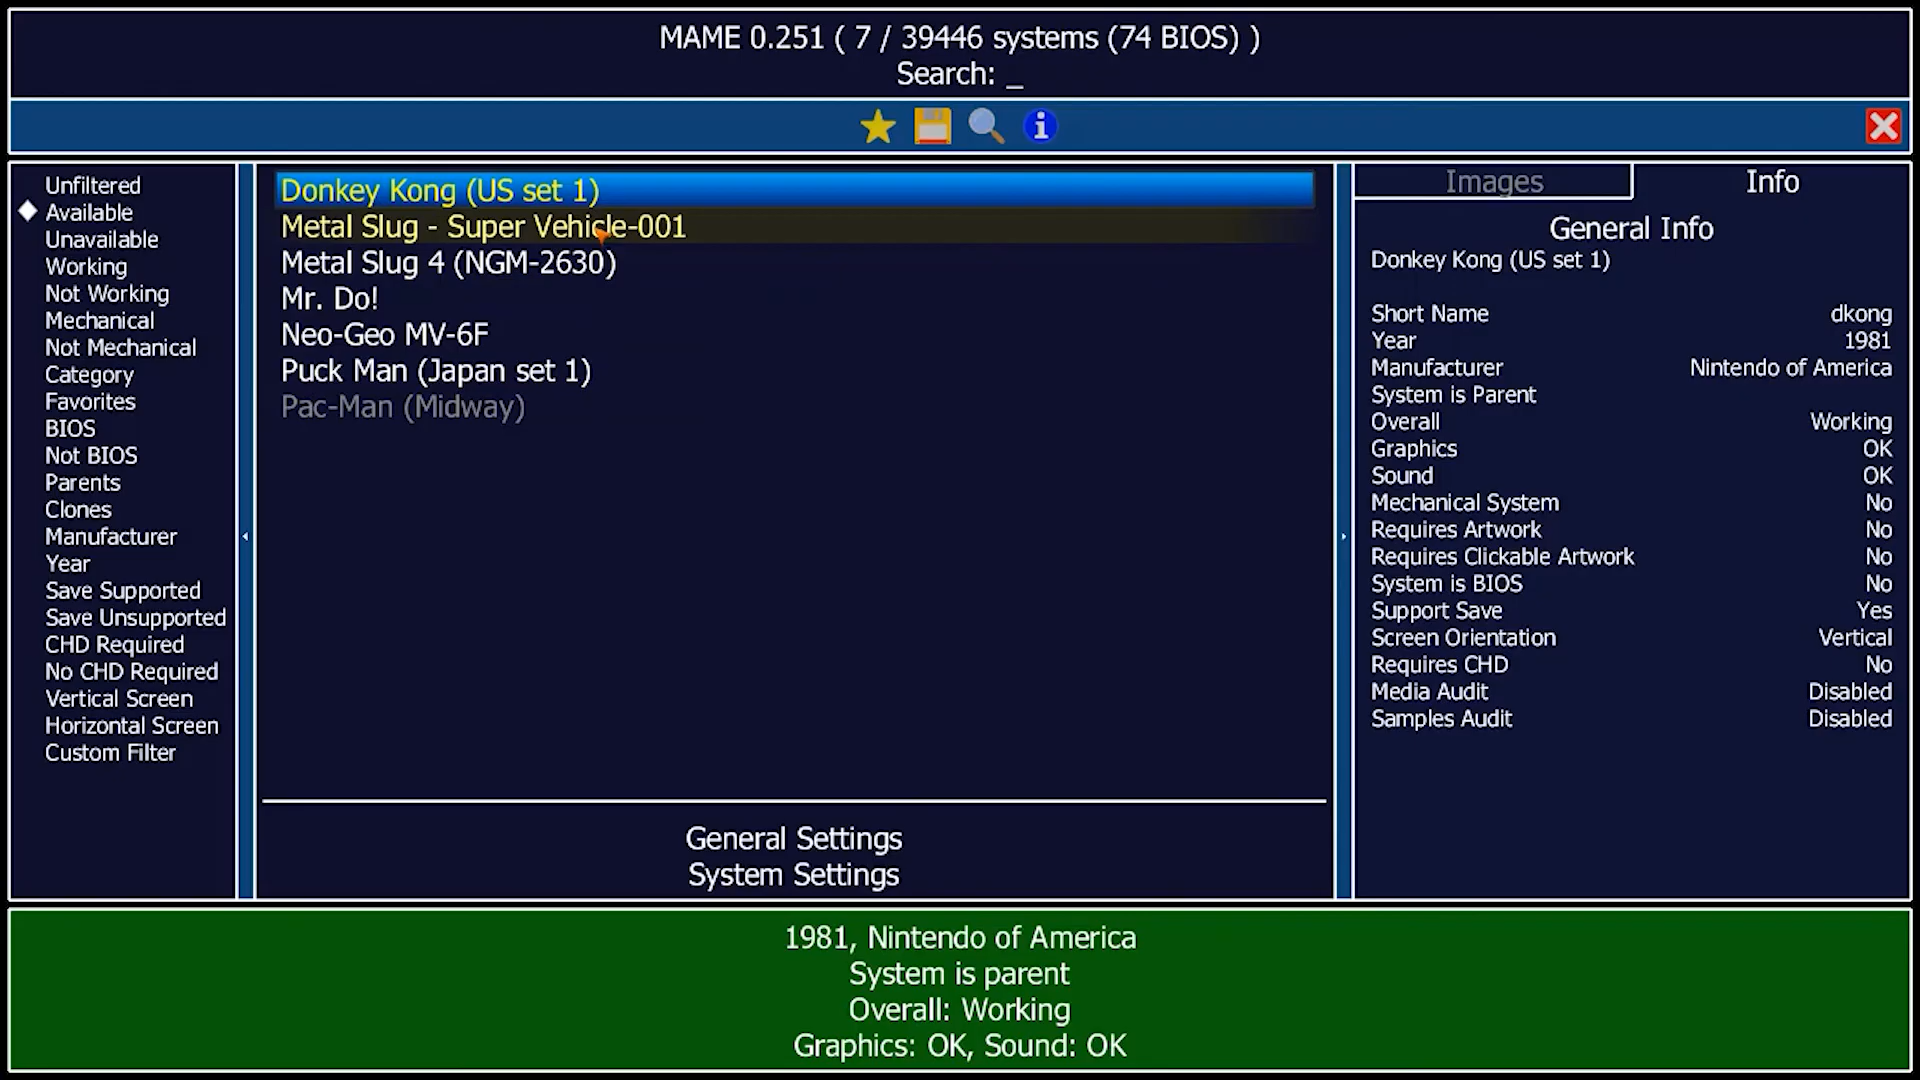 MAME 0.251 ( 7 / 39446 systems (74 BIOS) )
Search: _
Unfiltered
Available
Unavailable
Working
Not Working
Mechanical
Not Mechanical
Category
Favorites
BIOS
Not BIOS
Parents
Clones
Manufacturer
Year
Save Supported
Save Unsupported
CHD Required
No CHD Required
Vertical Screen
Horizontal Screen
Custom Filter
Donkey Kong (US set 1)
Metal Slug - Super Vehicle-001
Metal Slug 4 (NGM-2630)
Mr. Do!
Neo-Geo MV-6F
Puck Man (Japan set 1)
Pac-Man (Midway)
General Settings
System Settings
Images Info
General Info
Donkey Kong (US set 1)
Short Name dkong
Year 1981
Manufacturer Nintendo of America
System is Parent
Overall Working
Graphics OK
Sound OK
Mechanical System No
Requires Artwork No
Requires Clickable Artwork No
System is BIOS No
Support Save Yes
Screen Orientation Vertical
Requires CHD No
Media Audit Disabled
Samples Audit Disabled
1981, Nintendo of America
System is parent
Overall: Working
Graphics: OK, Sound: OK